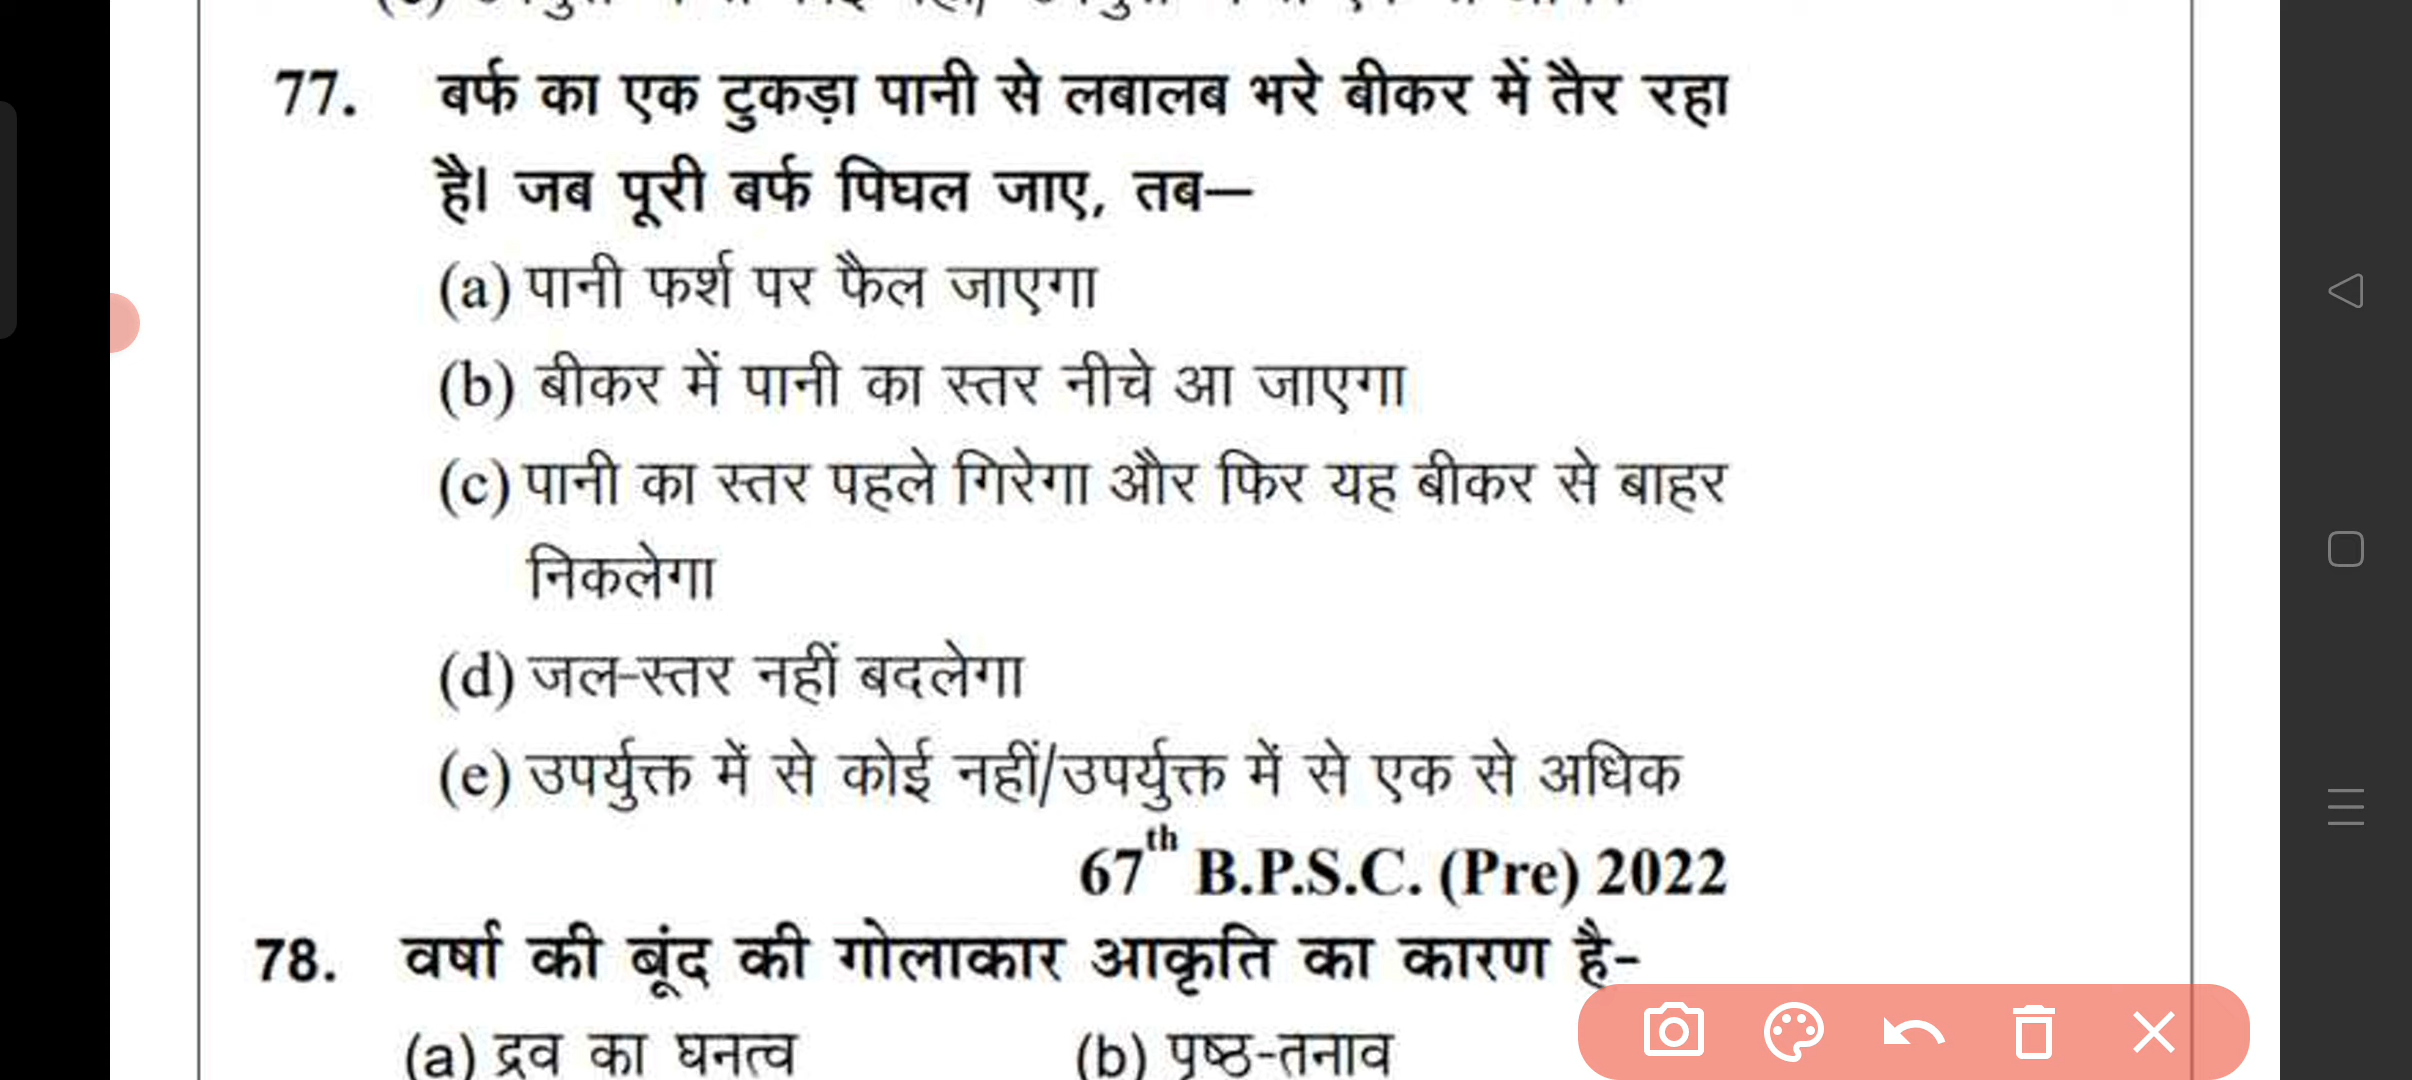 77. बर्फ का एक टुकड़ा पानी से लबालब भरे बीकर में तैर रहा
है। जब पूरी बर्फ पिघल जाए, तब—
(a) पानी फर्श पर फैल जाएगा
(b) बीकर में पानी का स्तर नीचे आ जाएगा
(c) पानी का स्तर पहले गिरेगा और फिर यह बीकर से बाहर
निकलेगा
(d) जल-स्तर नहीं बदलेगा
(e) उपर्युक्त में से कोई नहीं/उपर्युक्त में से एक से अधिक
67th B.P.S.C. (Pre) 2022
78. वर्षा की बूंद की गोलाकार आकृति का कारण है-
(a) द्रव का घनत्व (b) पृष्ठ-तनाव